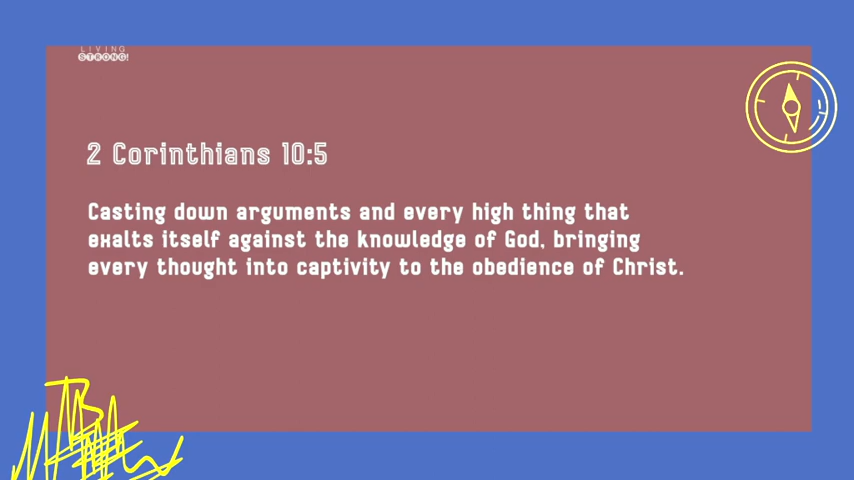 LIVING
STRONG!
2 Corinthians 10:5
Casting down arguments and every high thing that
exalts itself against the knowledge of God, bringing
every thought into captivity to the obedience of Christ.